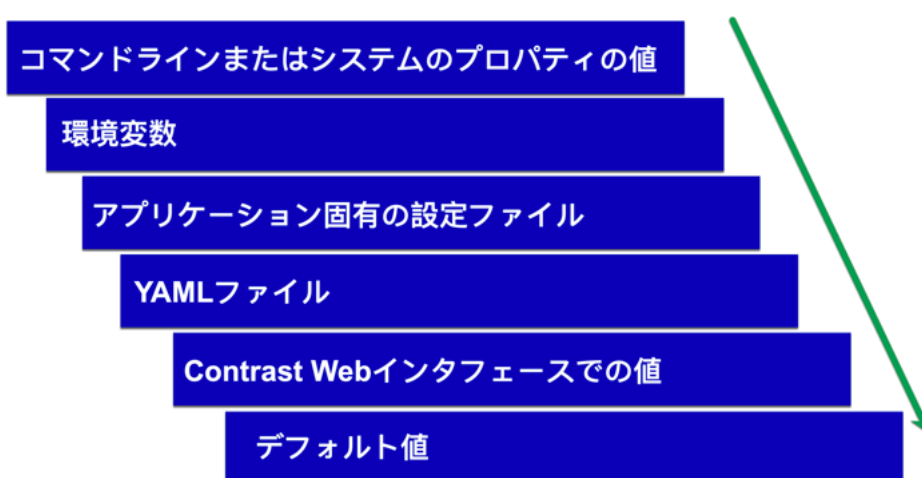 コマンドラインまたはシステムのプロパティの値
環境変数
アプリケーション固有の設定ファイル
YAMLファイル
Contrast Webインタフェースでの値
デフォルト値